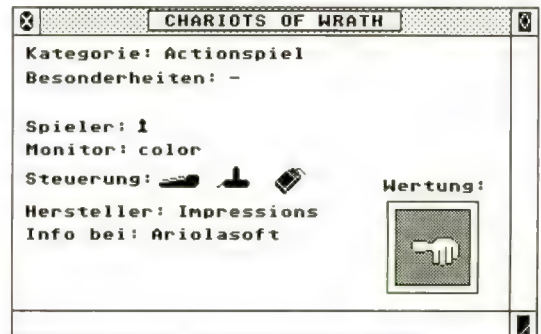 CHARIOTS OF WRATH
Kategorie: Actionspiel
Besonderheiten: -
Spieler:
Monitor: color
Steuerung:
Wertung:
Hersteller: Impressions
Info bei: Ariolasoft